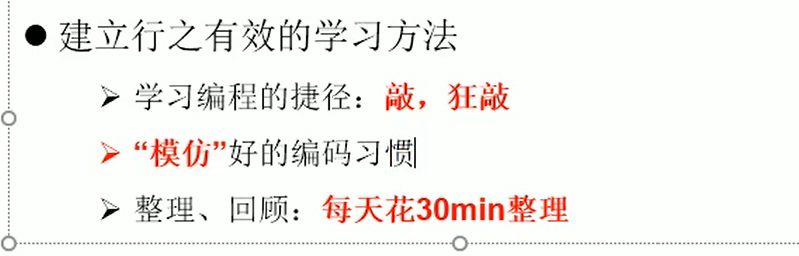 ● 建立行之有效的学习方法
➢ 学习编程的捷径：敲，狂敲
➢ “模仿”好的编码习惯
➢ 整理、回顾：每天花30min整理